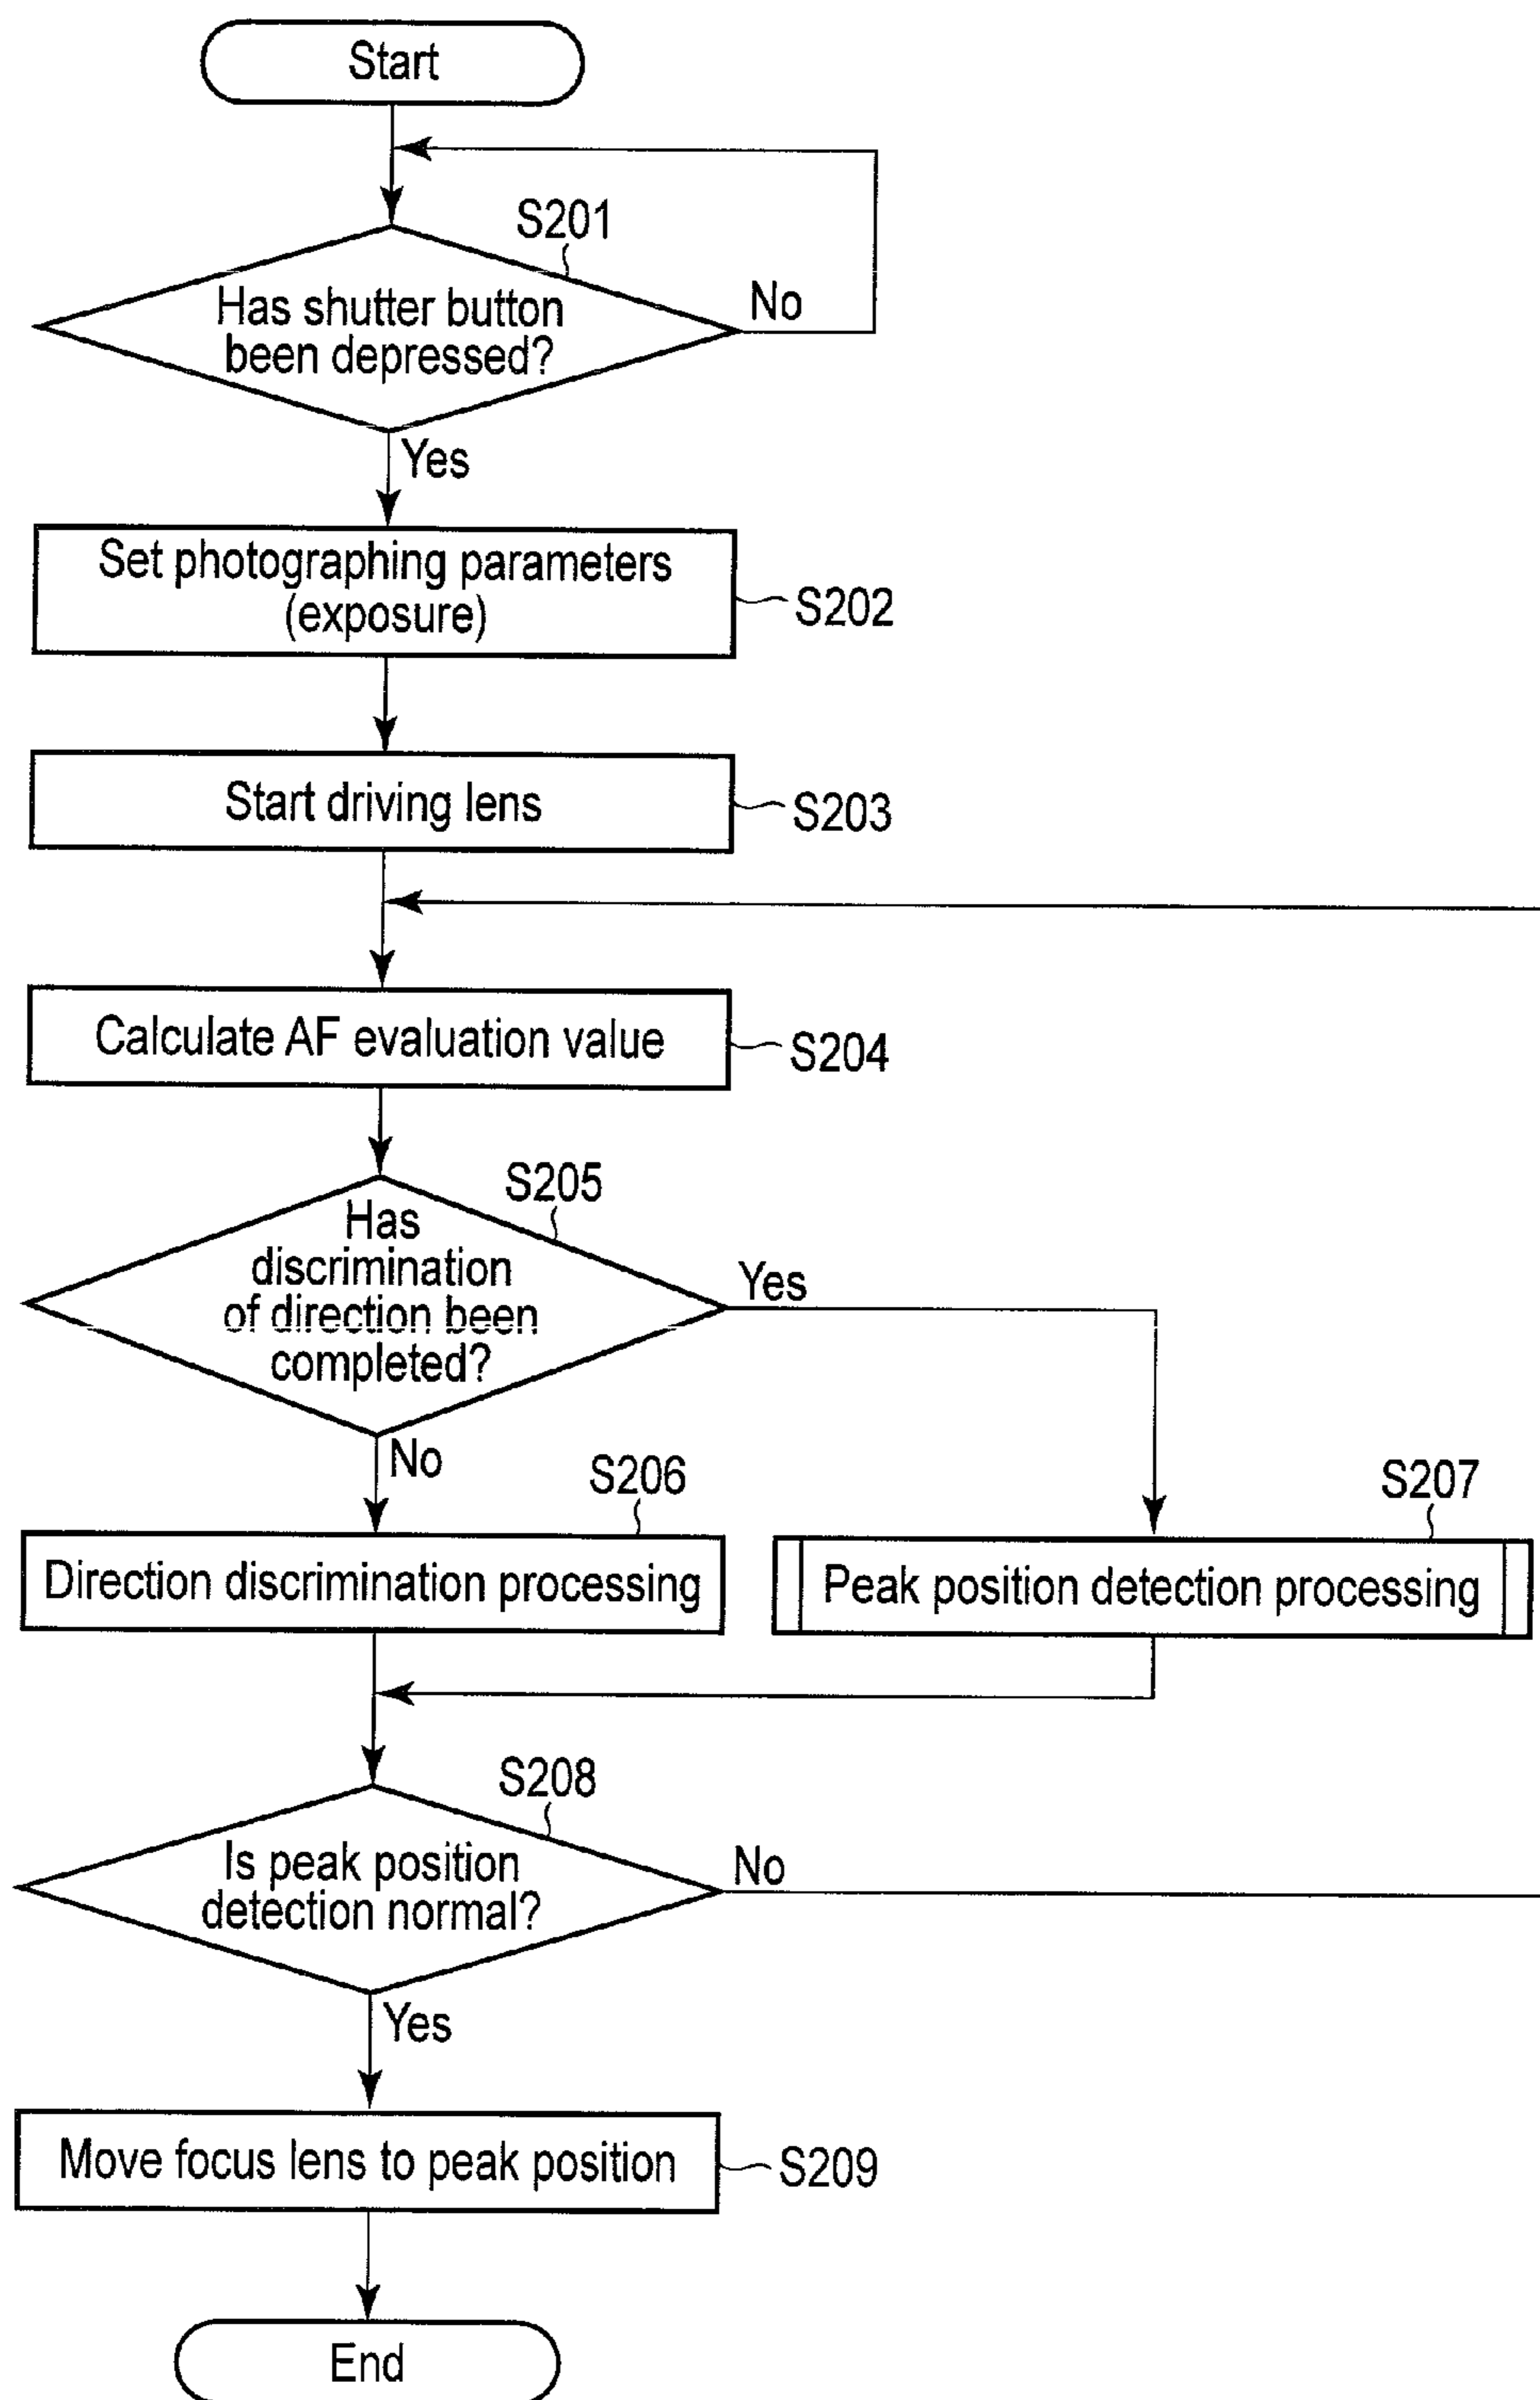 Start
S201
Has shutter button
been depressed?
No
Yes
Set photographing parameters
(exposure)
S202
Start driving lens
S203
Calculate AF evaluation value
S204
S205
Has
discrimination
of direction been
completed?
Yes
No
S206
Direction discrimination processing
S207
Peak position detection processing
S208
Is peak position
detection normal?
No
Yes
Move focus lens to peak position
S209
End